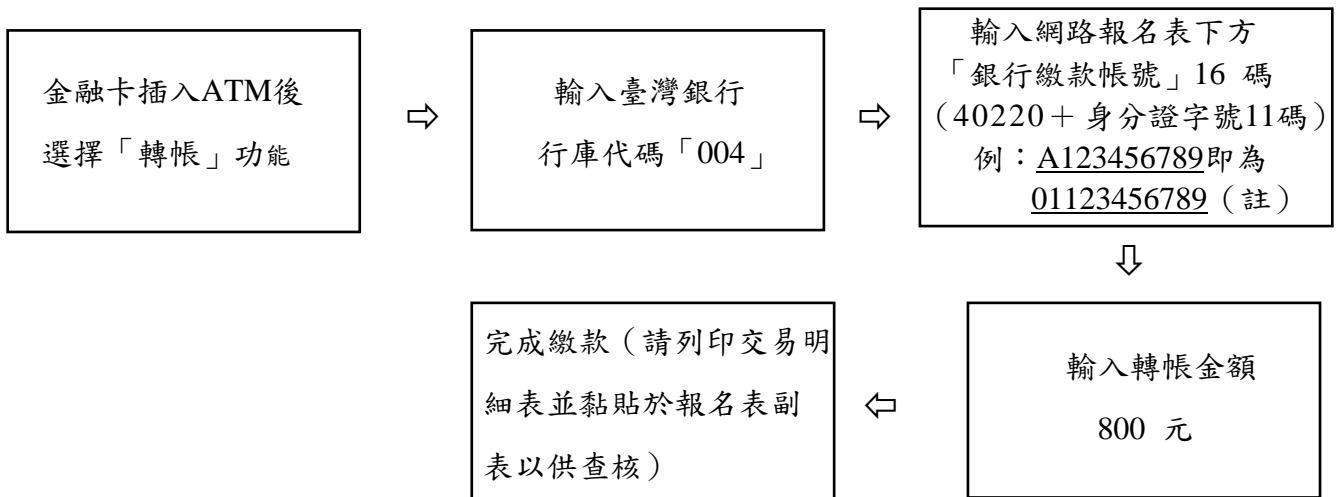 金融卡插入ATM後
選擇「轉帳」功能
⇨
輸入臺灣銀行
行庫代碼「004」
⇨
輸入網路報名表下方
「銀行繳款帳號」16 碼
（40220＋身分證字號11碼）
例：A123456789即為
01123456789（註）
⇩
輸入轉帳金額
800 元
⇦
完成繳款（請列印交易明
細表並黏貼於報名表副
表以供查核）